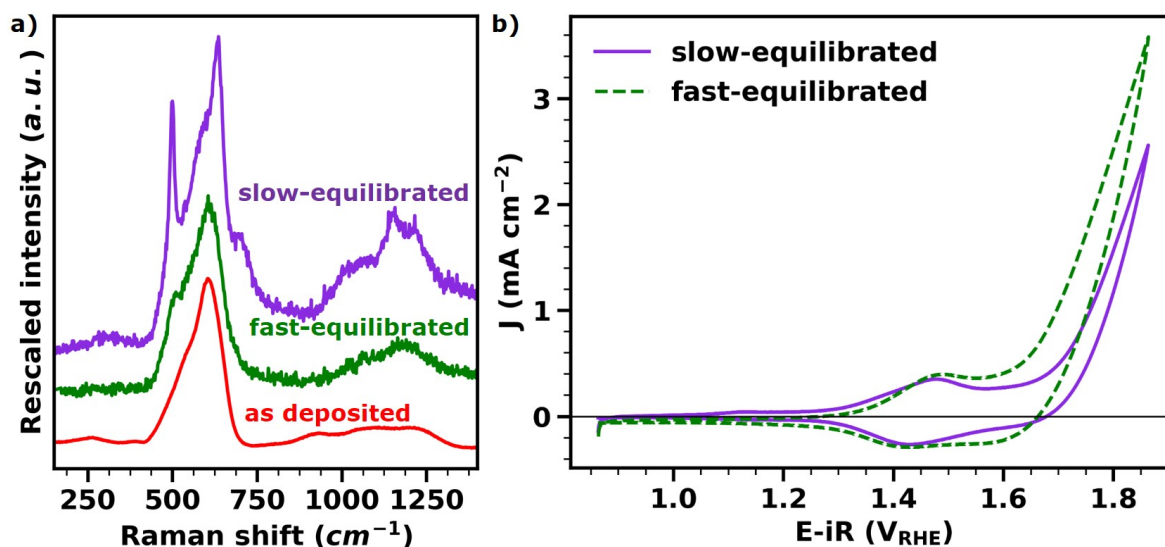 a)
Rescaled intensity (a. u.)
slow-equilibrated
fast-equilibrated
as deposited
250 500 750 1000 1250
Raman shift (cm⁻¹)
b)
slow-equilibrated
fast-equilibrated
J (mA cm⁻²)
3
2
1
0
1.0 1.2 1.4 1.6 1.8
E-iR (V_RHE)